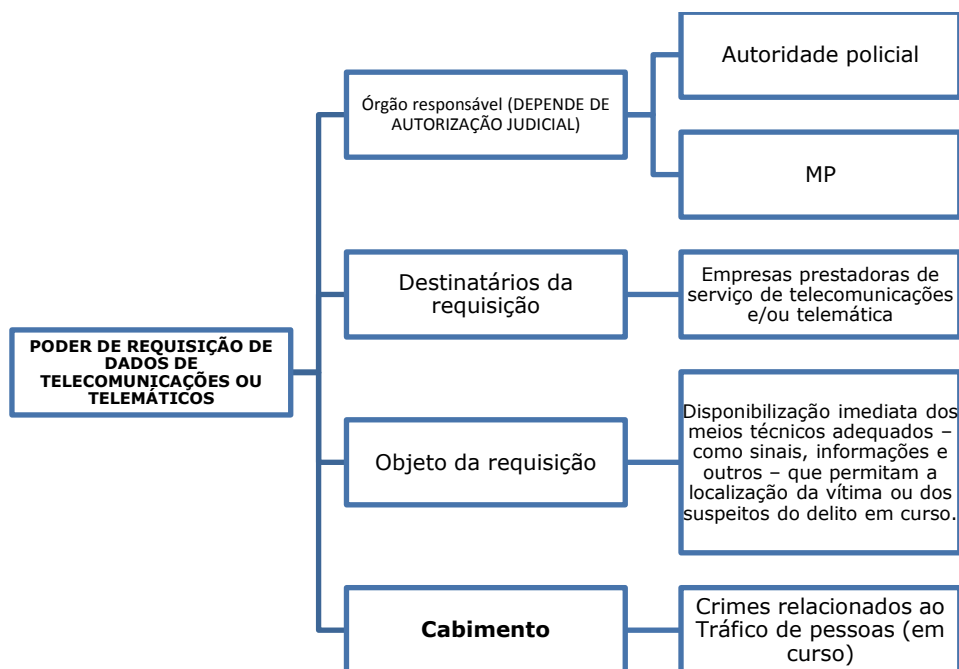 PODER DE REQUISIÇÃO DE
DADOS DE
TELECOMUNICAÇÕES OU
TELEMÁTICOS
Órgão responsável (DEPENDE DE
AUTORIZAÇÃO JUDICIAL)
Autoridade policial
MP
Destinatários da
requisição
Empresas prestadoras de
serviço de telecomunicações
e/ou telemática
Objeto da requisição
Disponibilização imediata dos
meios técnicos adequados –
como sinais, informações e
outros – que permitam a
localização da vítima ou dos
suspeitos do delito em curso.
Cabimento
Crimes relacionados ao
Tráfico de pessoas (em
curso)